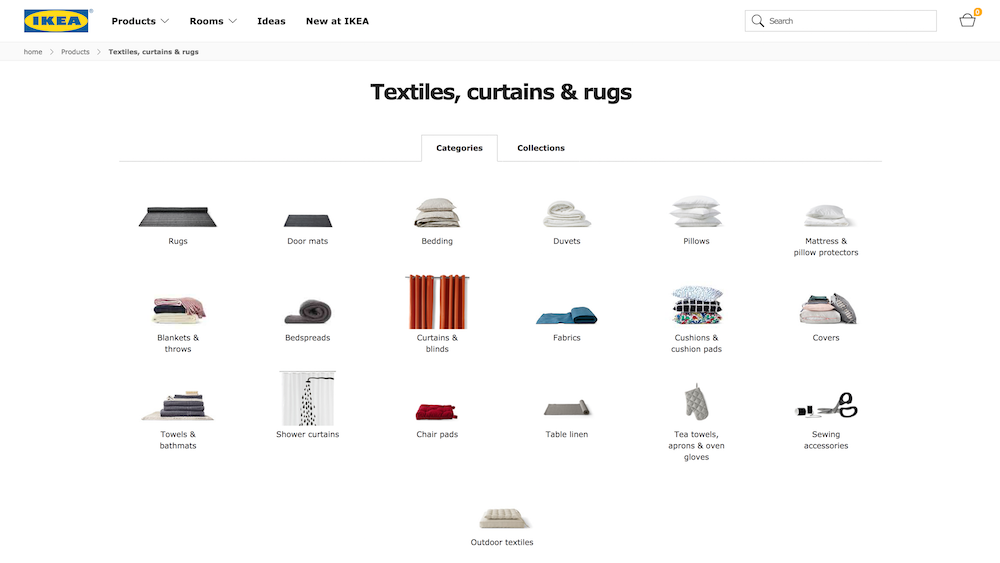 IKEA ®
Products Rooms Ideas New at IKEA
Search
0
home Products Textiles, curtains & rugs
Textiles, curtains & rugs
Categories Collections
Rugs
Door mats
Bedding
Duvets
Pillows
Mattress &
pillow protectors
Blankets &
throws
Bedspreads
Curtains &
blinds
Fabrics
Cushions &
cushion pads
Covers
Towels &
bathmats
Shower curtains
Chair pads
Table linen
Tea towels,
aprons & oven
gloves
Sewing
accessories
Outdoor textiles